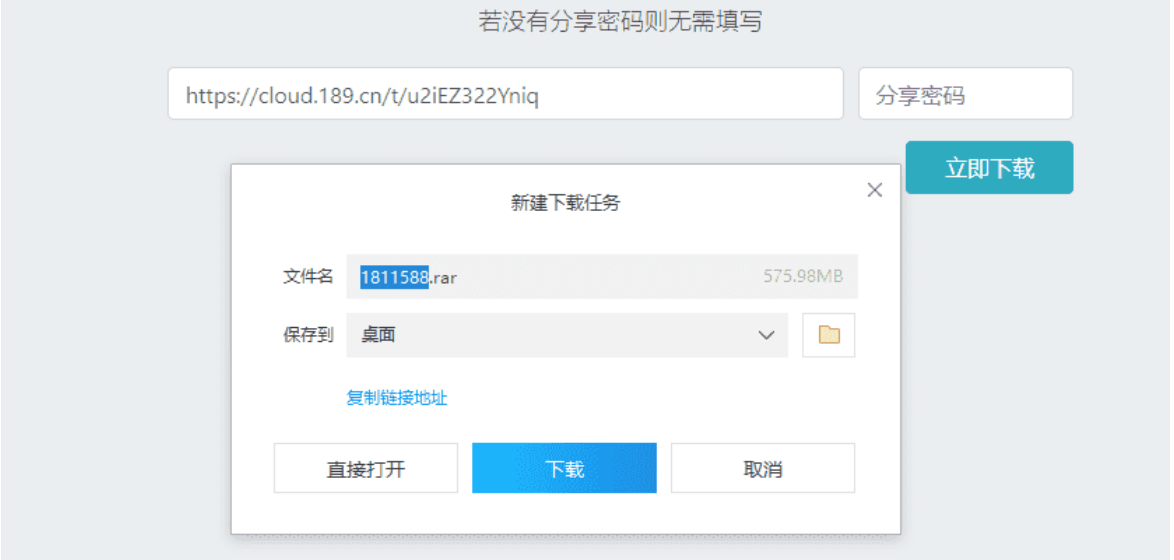 若没有分享密码则无需填写
https://cloud.189.cn/t/u2iEZ322Yniq 分享密码
立即下载
新建下载任务
文件名 1811588.rar 575.98MB
保存到 桌面
复制链接地址
直接打开 下载 取消